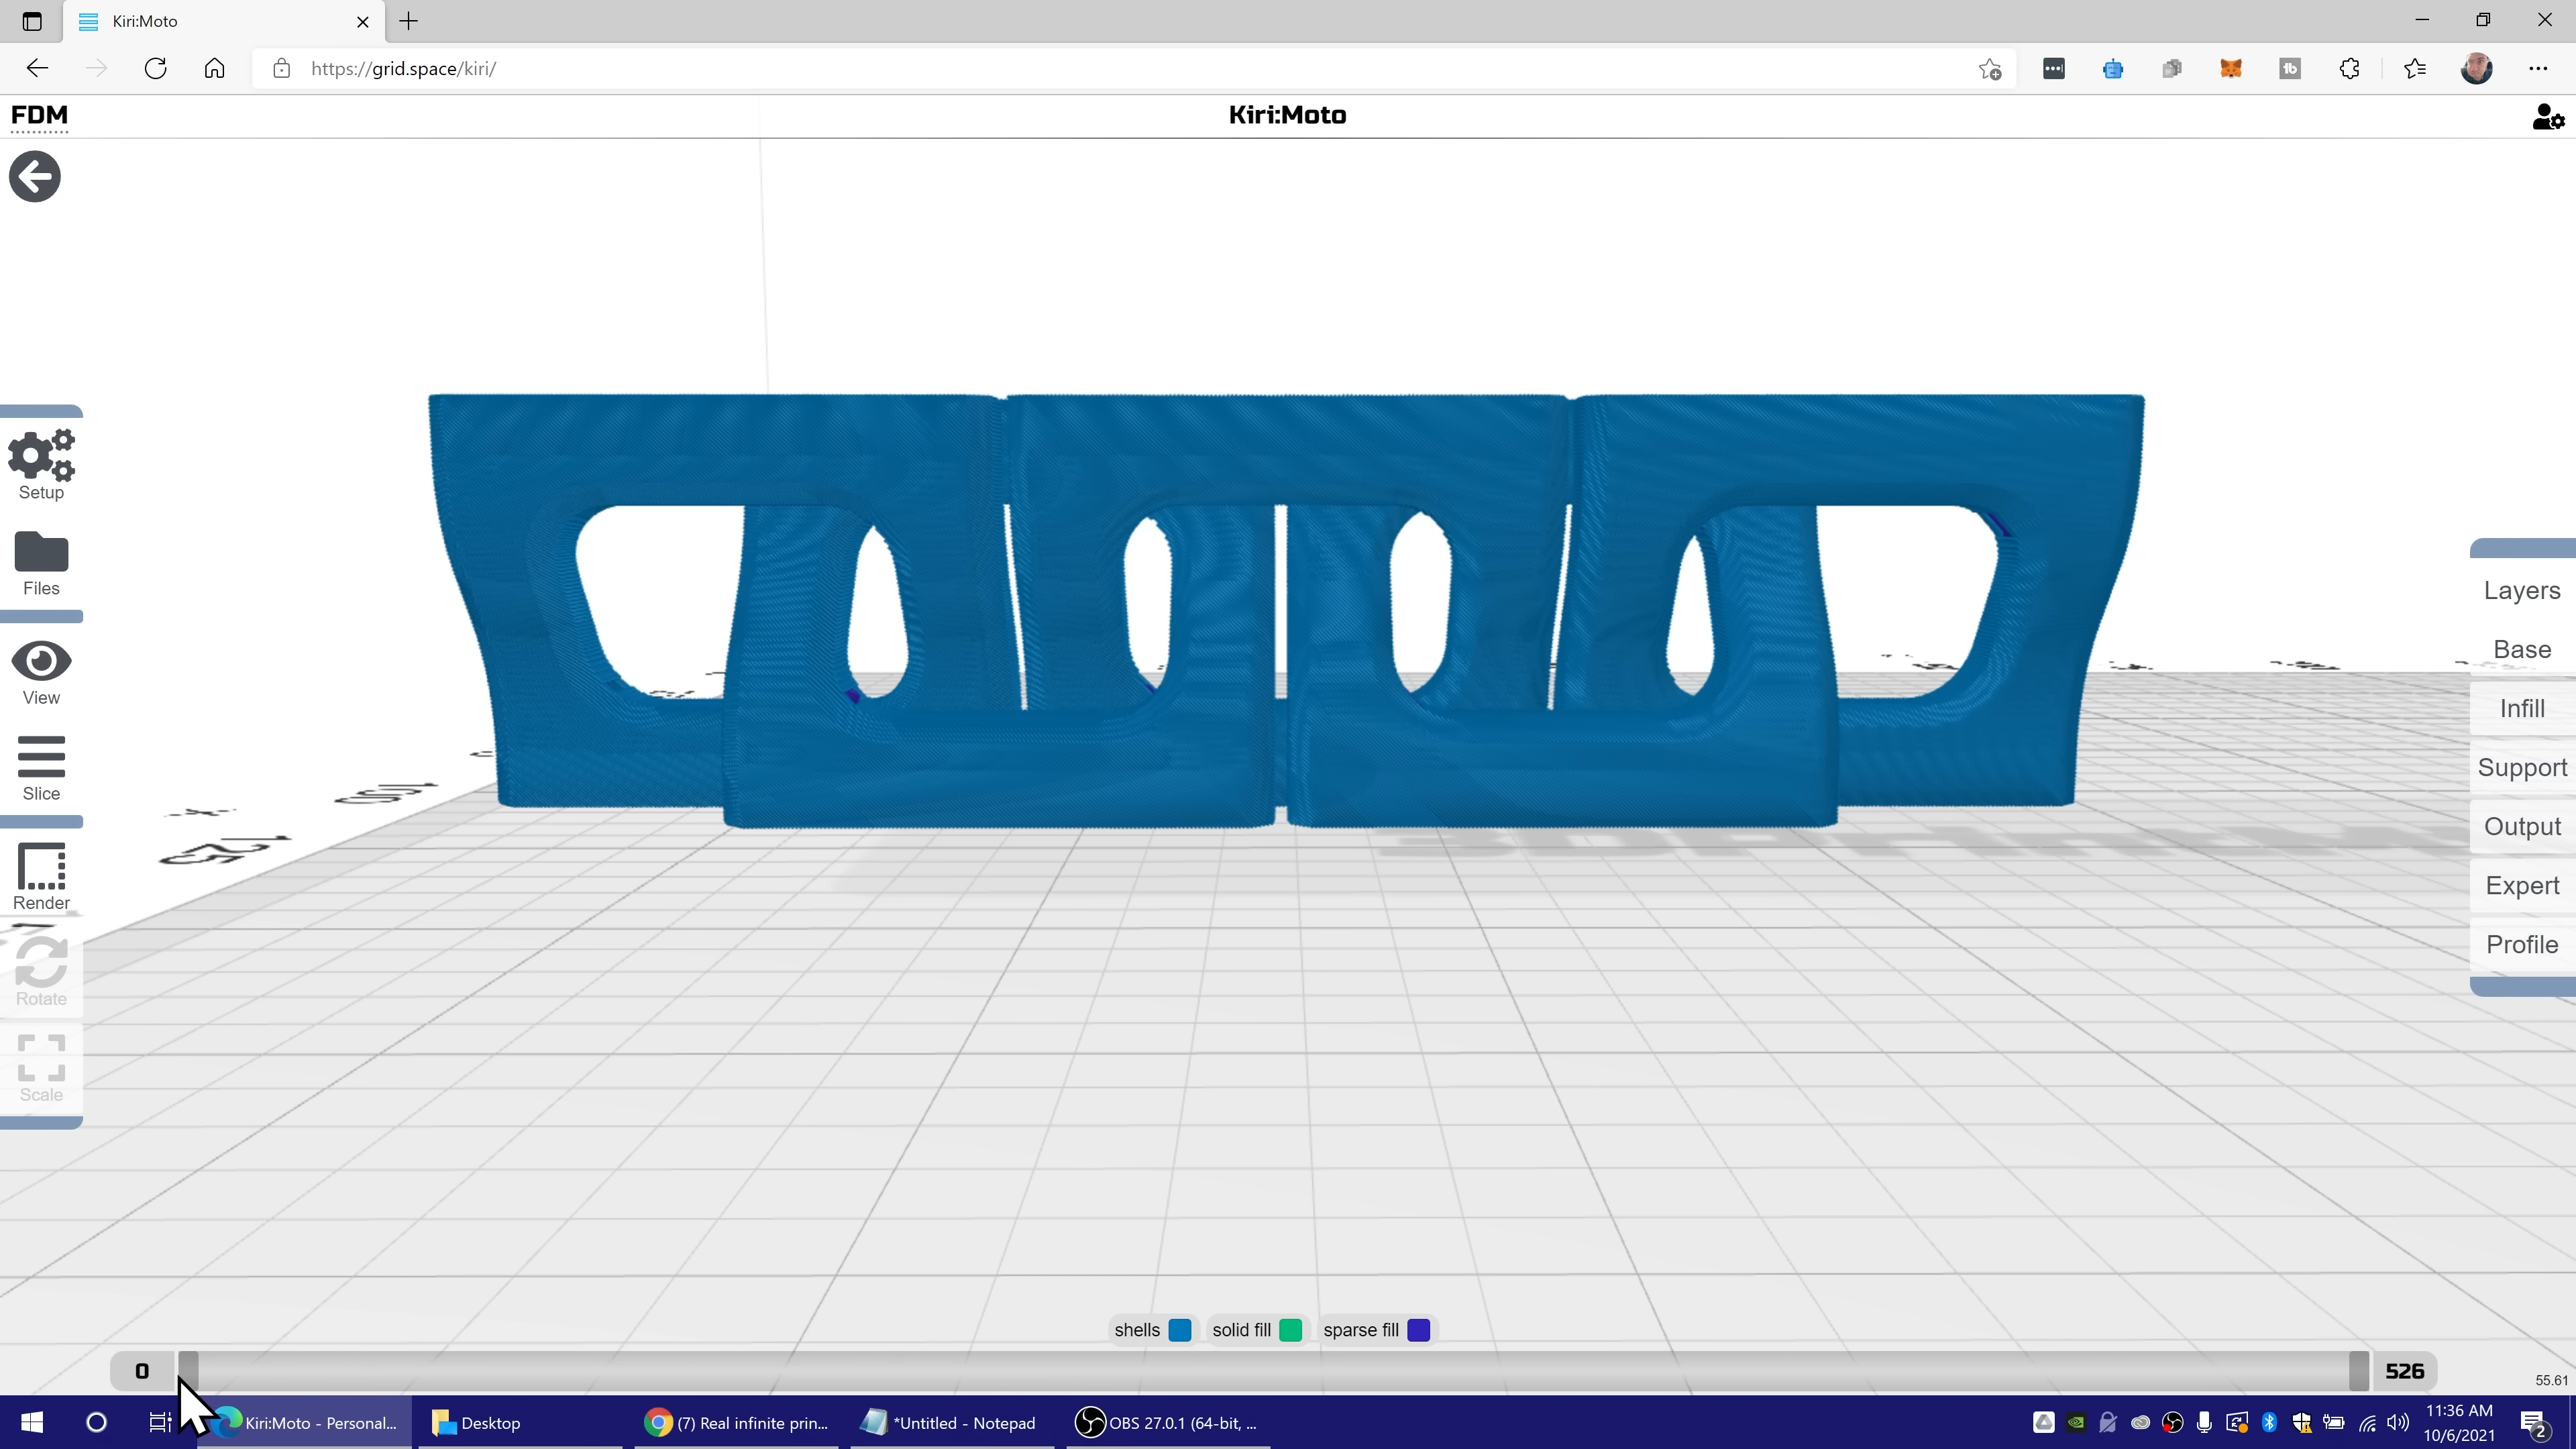 Kiri:Moto
https://grid.space/kiri/
FDM
Kiri:Moto
Setup
Files
View
Slice
Render
Rotate
Scale
Layers
Base
Infill
Support
Output
Expert
Profile
shells
solid fill
sparse fill
0
526
55.61
Kiri:Moto - Personal...
Desktop
(7) Real infinite prin...
*Untitled - Notepad
OBS 27.0.1 (64-bit, ...
11:36 AM
10/6/2021
2